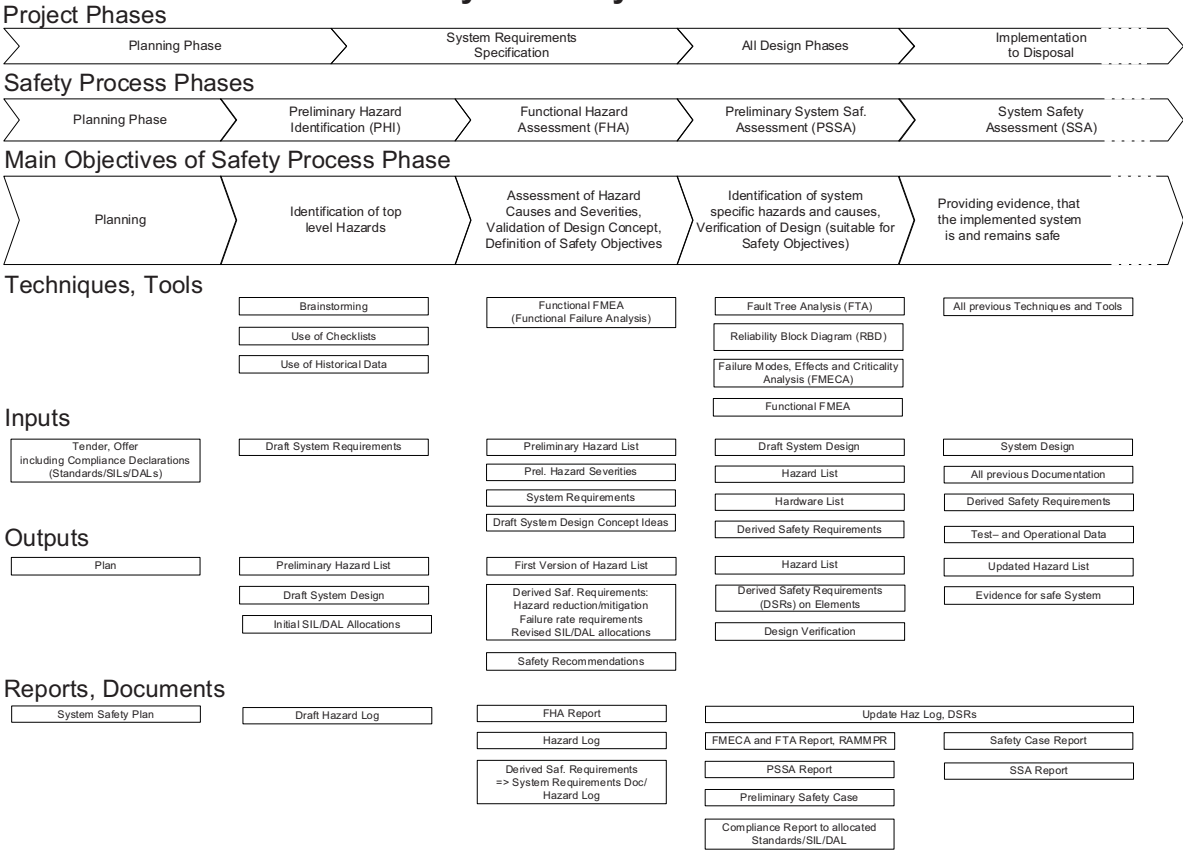 Project Phases
Planning Phase
System Requirements
Specification
All Design Phases
Implementation
to Disposal
Safety Process Phases
Planning Phase
Preliminary Hazard
Identification (PHI)
Functional Hazard
Assessment (FHA)
Preliminary System Saf.
Assessment (PSSA)
System Safety
Assessment (SSA)
Main Objectives of Safety Process Phase
Planning
Identification of top
level Hazards
Assessment of Hazard
Causes and Severities,
Validation of Design Concept,
Definition of Safety Objectives
Identification of system
specific hazards and causes,
Verification of Design (suitable for
Safety Objectives)
Providing evidence, that
the implemented system
is and remains safe
Techniques, Tools
Brainstorming
Use of Checklists
Use of Historical Data
Functional FMEA
(Functional Failure Analysis)
Fault Tree Analysis (FTA)
Reliability Block Diagram (RBD)
Failure Modes, Effects and Criticality
Analysis (FMECA)
Functional FMEA
All previous Techniques and Tools
Inputs
Tender, Offer
including Compliance Declarations
(Standards/SILs/DALs)
Draft System Requirements
Preliminary Hazard List
Prel. Hazard Severities
System Requirements
Draft System Design Concept Ideas
Draft System Design
Hazard List
Hardware List
Derived Safety Requirements
System Design
All previous Documentation
Derived Safety Requirements
Test– and Operational Data
Outputs
Plan
Preliminary Hazard List
Draft System Design
Initial SIL/DAL Allocations
First Version of Hazard List
Derived Saf. Requirements:
Hazard reduction/mitigation
Failure rate requirements
Revised SIL/DAL allocations
Safety Recommendations
Hazard List
Derived Safety Requirements
(DSRs) on Elements
Design Verification
Updated Hazard List
Evidence for safe System
Reports, Documents
System Safety Plan
Draft Hazard Log
FHA Report
Hazard Log
Derived Saf. Requirements
=> System Requirements Doc/
Hazard Log
Update Haz Log, DSRs
FMECA and FTA Report, RAMMPR
PSSA Report
Preliminary Safety Case
Compliance Report to allocated
Standards/SIL/DAL
Safety Case Report
SSA Report